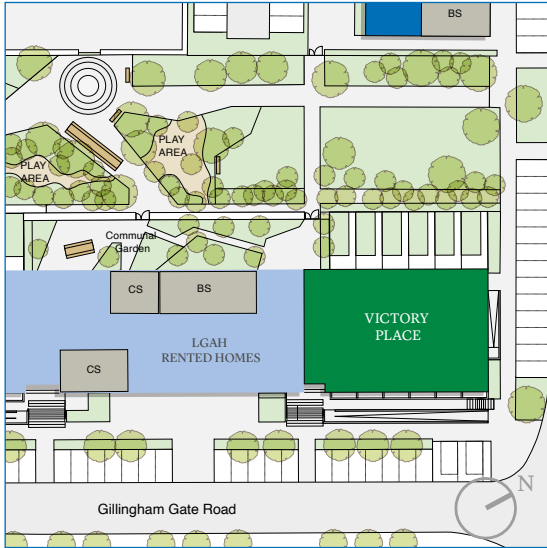 BS
PLAY
AREA
PLAY
AREA
Communal
Garden
CS
BS
VICTORY
PLACE
LGAH
RENTED HOMES
CS
N
Gillingham Gate Road